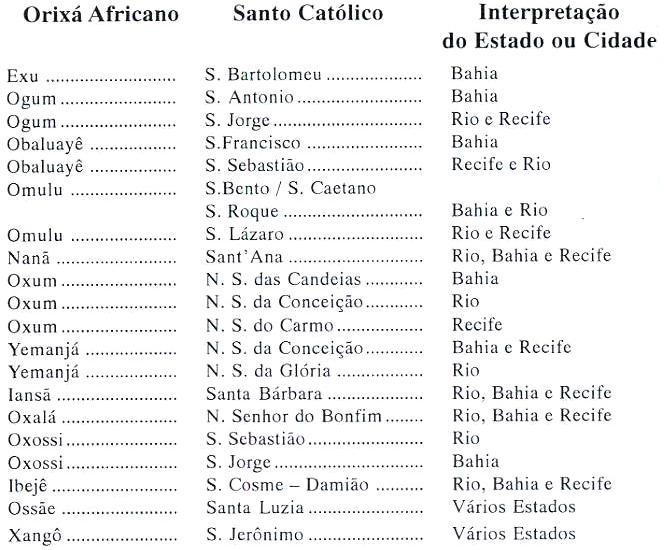 Orixá Africano Santo Católico Interpretação
do Estado ou Cidade
Exu ........................... S. Bartolomeu .................... Bahia
Ogum ........................ S. Antonio .......................... Bahia
Ogum ........................ S. Jorge ............................... Rio e Recife
Obaluayê .................. S.Francisco ........................ Bahia
Obaluayê .................. S. Sebastião ........................ Recife e Rio
Omulu ...................... S.Bento / S. Caetano
S. Roque ............................. Bahia e Rio
Omulu ...................... S. Lázaro ............................ Rio e Recife
Nanã ......................... Sant'Ana ............................ Rio, Bahia e Recife
Oxum ........................ N. S. das Candeias ............ Bahia
Oxum ........................ N. S. da Conceição ............ Rio
Oxum ........................ N. S. do Carmo .................. Recife
Yemanjá ................... N. S. da Conceição ............ Bahia e Recife
Yemanjá ................... N. S. da Glória .................. Rio
Iansã ......................... Santa Bárbara .................... Rio, Bahia e Recife
Oxalá ........................ N. Senhor do Bonfim ........ Rio, Bahia e Recife
Oxossi ....................... S. Sebastião ........................ Rio
Oxossi ....................... S. Jorge ............................... Bahia
Ibejê .......................... S. Cosme – Damião .......... Rio, Bahia e Recife
Ossãe ........................ Santa Luzia ........................ Vários Estados
Xangô ....................... S. Jerônimo ........................ Vários Estados